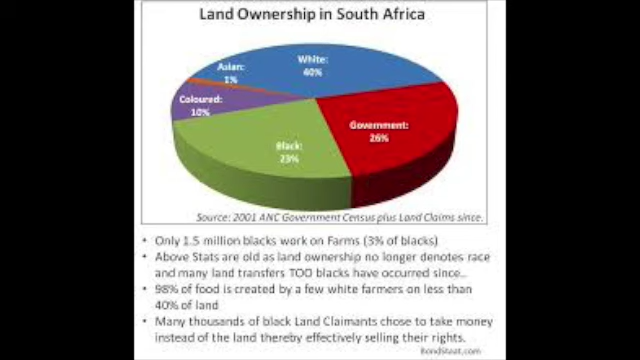 Land Ownership in South Africa
White:
40%
Asian:
1%
Coloured:
10%
Government:
26%
Black:
23%
Source: 2001 ANC Government Census plus Land Claims since.
• Only 1.5 million blacks work on Farms (3% of blacks)
• Above Stats are old as land ownership no longer denotes race
and many land transfers TOO blacks have occurred since..
• 98% of food is created by a few white farmers on less than
40% of land
• Many thousands of black Land Claimants chose to take money
instead of the land thereby effectively selling their rights.
BondStaat.com